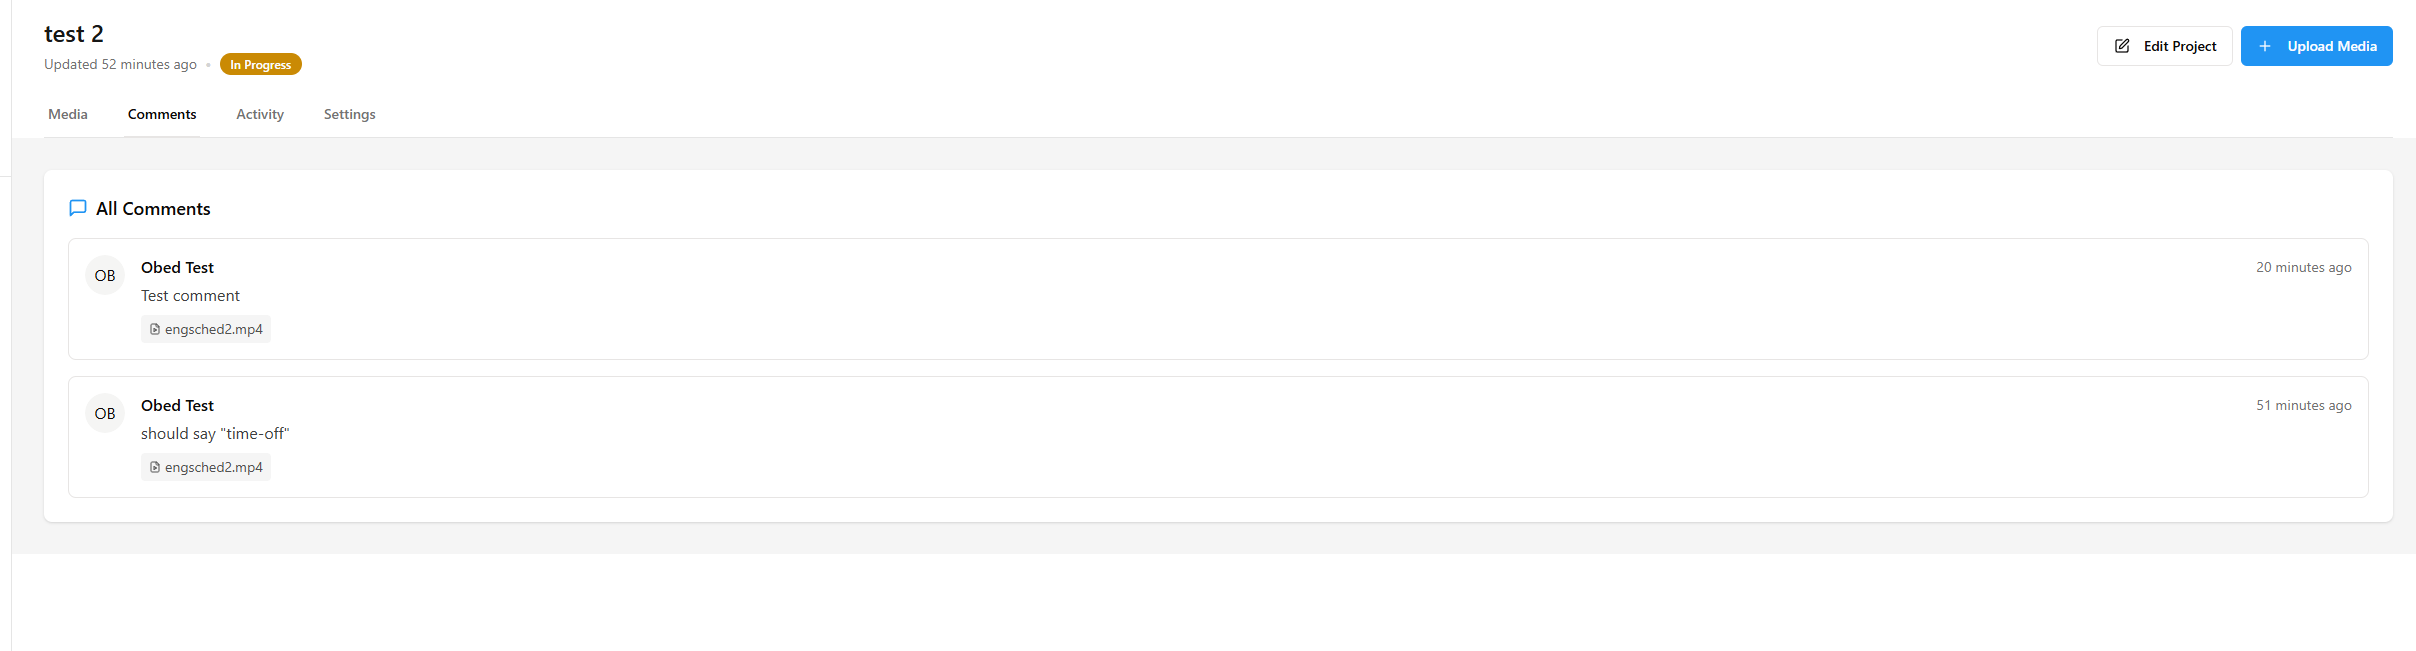 test 2
Updated 52 minutes ago • In Progress
Edit Project
Upload Media
Media Comments Activity Settings
All Comments
OB
Obed Test
20 minutes ago
Test comment
engsched2.mp4
OB
Obed Test
51 minutes ago
should say "time-off"
engsched2.mp4